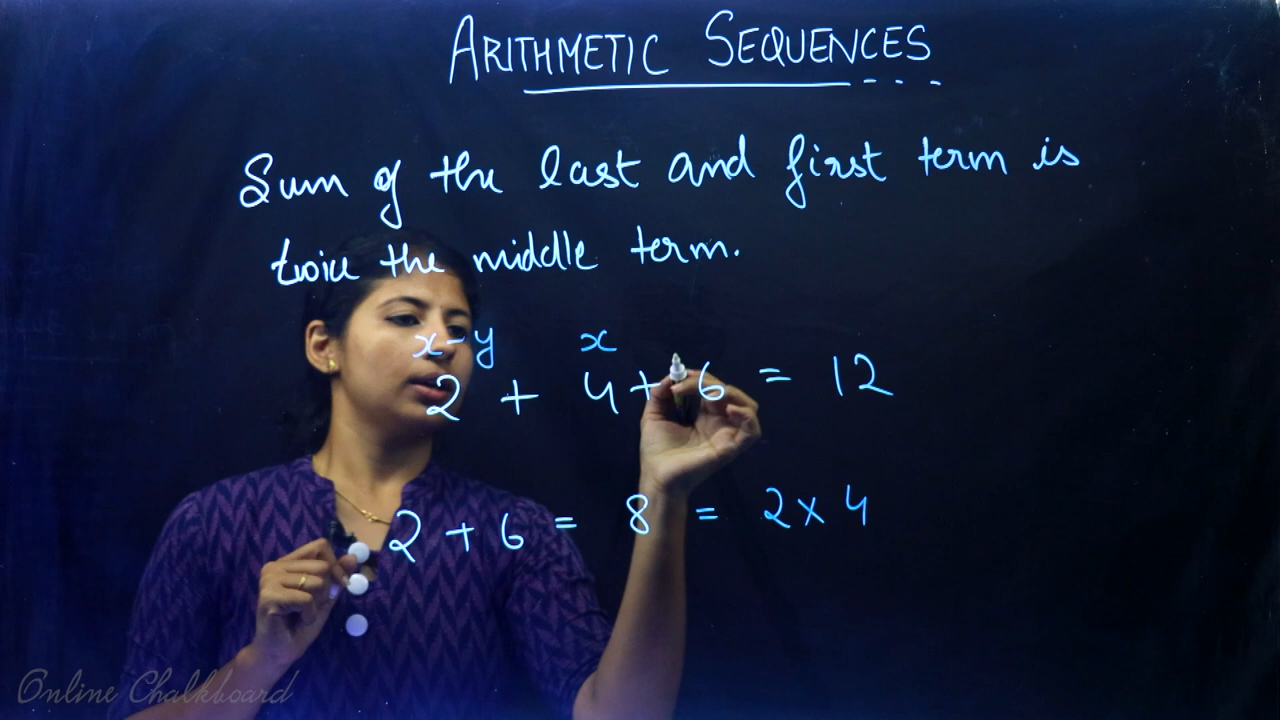 ARITHMETIC SEQUENCES
Sum of the last and first term is
twice the middle term.
x-y x
2 + 4 + 6 = 12
2 + 6 = 8 = 2 x 4
Online Chalkboard